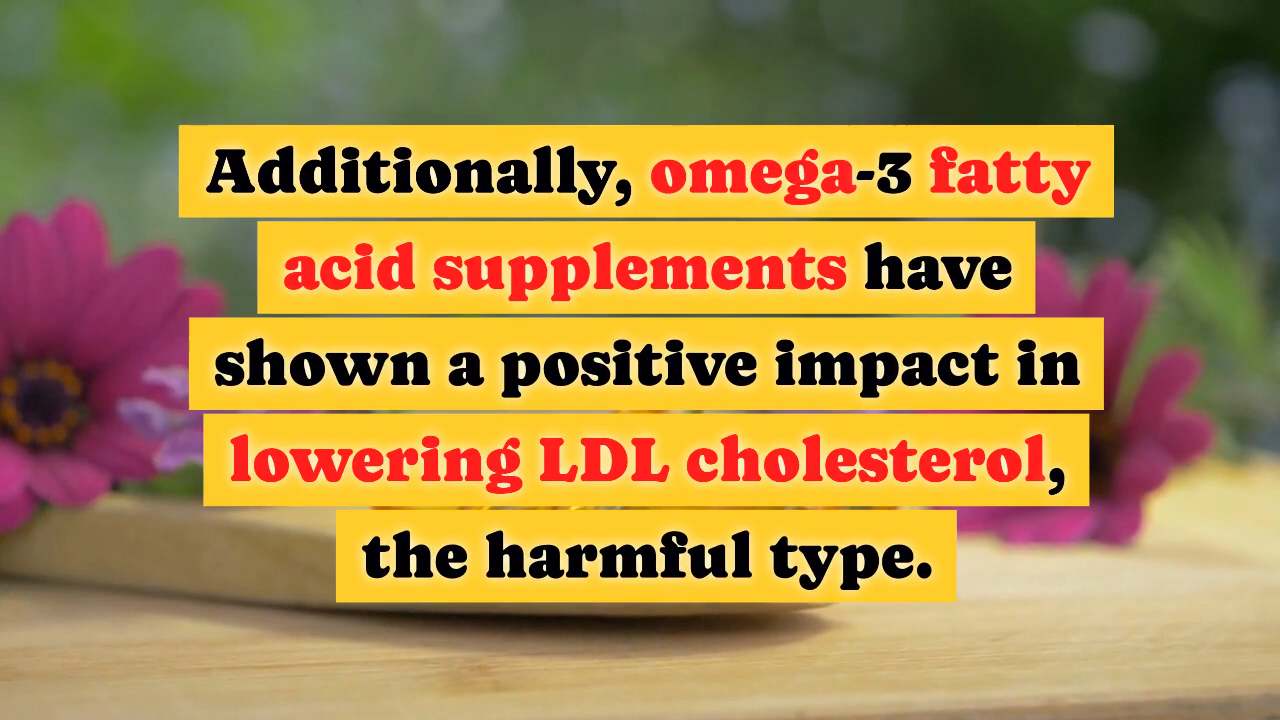 Additionally, omega-3 fatty
acid supplements have
shown a positive impact in
lowering LDL cholesterol,
the harmful type.